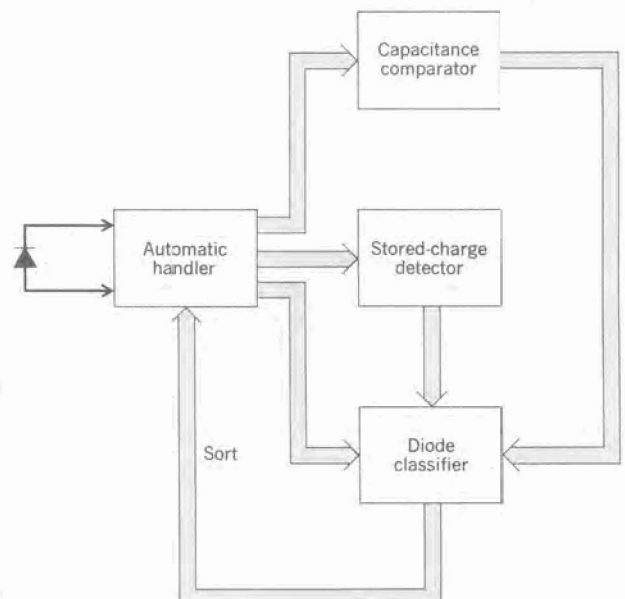 Capacitance
comparator
Automatic
handler
Stored-charge
detector
Sort
Diode
classifier